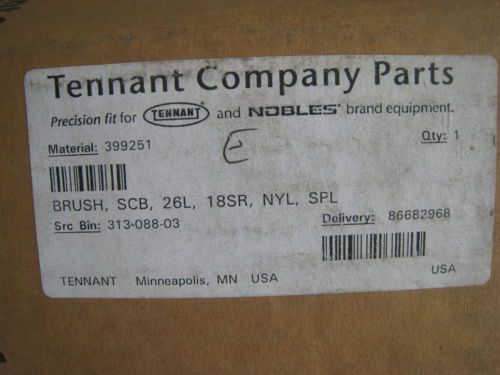 Tennant Company Parts
Precision fit for TENNANT® and NOBLES® brand equipment.
Material: 399251
Qty: 1
E
BRUSH, SCB, 26L, 18SR, NYL, SPL
Src Bin: 313-088-03
Delivery: 86682968
TENNANT Minneapolis, MN USA
USA